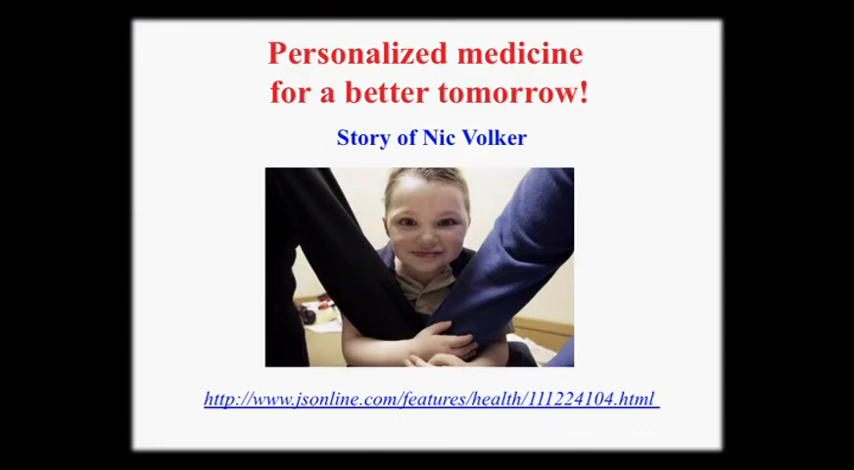 Personalized medicine
for a better tomorrow!
Story of Nic Volker
http://www.jsonline.com/features/health/111224104.html